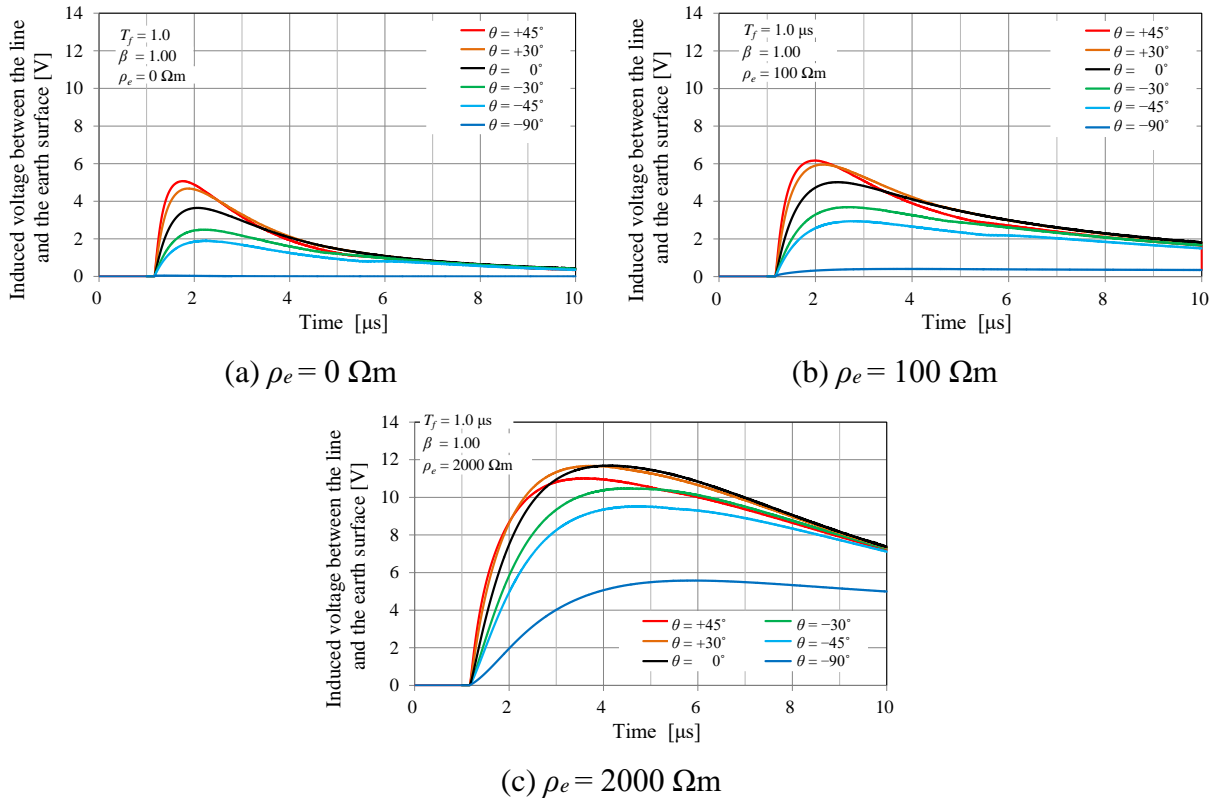 Induced voltage between the line
and the earth surface [V]
14
12
10
8
6
4
2
0
T_f = 1.0
β = 1.00
ρ_e = 0 Ωm
θ = +45˚
θ = +30˚
θ = 0˚
θ = −30˚
θ = −45˚
θ = −90˚
0 2 4 6 8 10
Time [μs]
(a) ρ_e = 0 Ωm
Induced voltage between the line
and the earth surface [V]
14
12
10
8
6
4
2
0
T_f = 1.0 μs
β = 1.00
ρ_e = 100 Ωm
θ = +45˚
θ = +30˚
θ = 0˚
θ = −30˚
θ = −45˚
θ = −90˚
0 2 4 6 8 10
Time [μs]
(b) ρ_e = 100 Ωm
Induced voltage between the line
and the earth surface [V]
14
12
10
8
6
4
2
0
T_f = 1.0 μs
β = 1.00
ρ_e = 2000 Ωm
θ = +45˚ θ = −30˚
θ = +30˚ θ = −45˚
θ = 0˚ θ = −90˚
0 2 4 6 8 10
Time [μs]
(c) ρ_e = 2000 Ωm